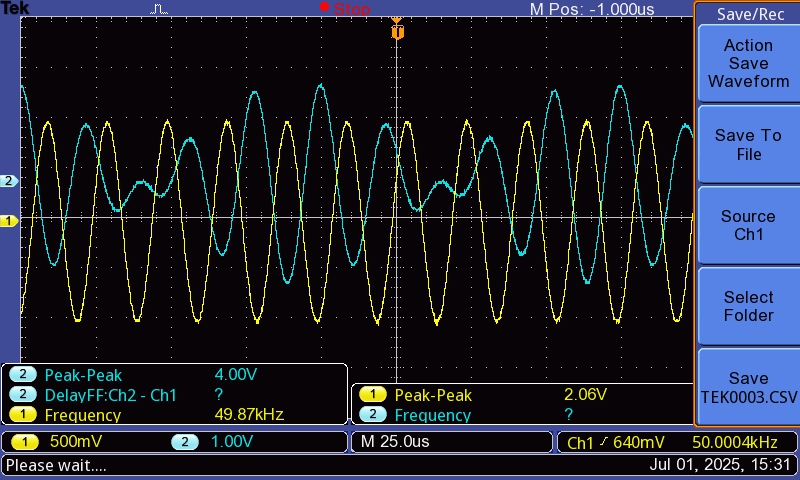 Tek Stop M Pos: -1.000us
Save/Rec
Action
Save
Waveform
Save To
File
Source
Ch1
Select
Folder
Save
TEK0003.CSV
T
2
1
2 Peak-Peak 4.00V
2 DelayFF:Ch2 - Ch1 ?
1 Frequency 49.87kHz
1 Peak-Peak 2.06V
2 Frequency ?
1 500mV 2 1.00V M 25.0us Ch1 640mV 50.0004kHz
Please wait.... Jul 01, 2025, 15:31